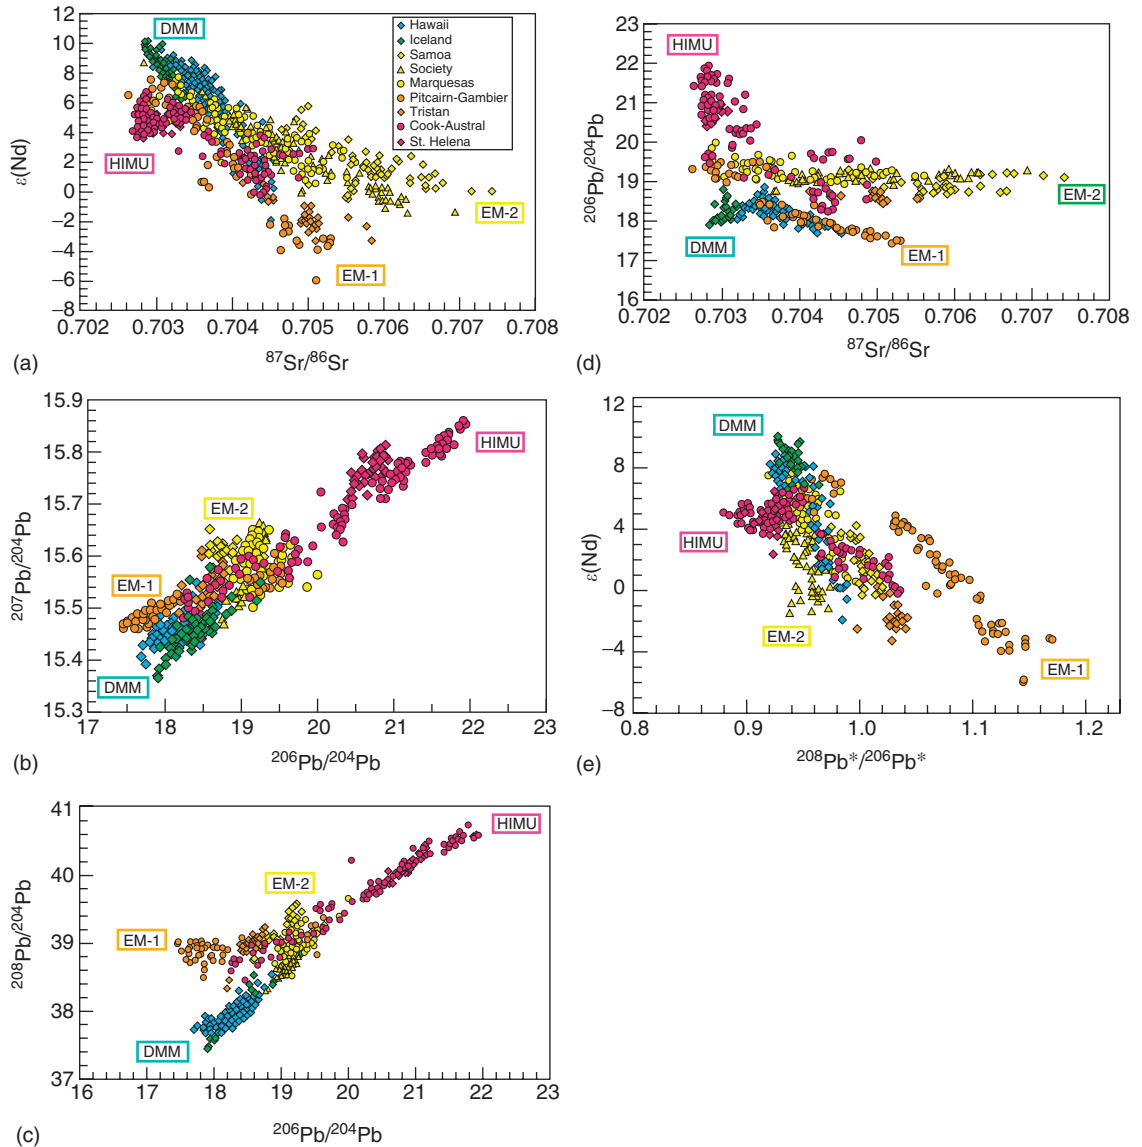 DMM
HIMU
EM-2
EM-1
Hawaii
Iceland
Samoa
Society
Marquesas
Pitcairn-Gambier
Tristan
Cook-Austral
St. Helena
12
10
8
6
4
2
0
−2
−4
−6
−8
ε(Nd)
0.702 0.703 0.704 0.705 0.706 0.707 0.708
(a)
⁸⁷Sr/⁸⁶Sr
HIMU
EM-2
DMM
EM-1
23
22
21
20
19
18
17
16
²⁰⁶Pb/²⁰⁴Pb
0.702 0.703 0.704 0.705 0.706 0.707 0.708
(d)
⁸⁷Sr/⁸⁶Sr
15.9
15.8
15.7
15.6
15.5
15.4
15.3
²⁰⁷Pb/²⁰⁴Pb
HIMU
EM-2
EM-1
DMM
17 18 19 20 21 22 23
(b)
²⁰⁶Pb/²⁰⁴Pb
12
8
4
0
−4
−8
ε(Nd)
DMM
HIMU
EM-2
EM-1
0.8 0.9 1.0 1.1 1.2
(e)
²⁰⁸Pb*/²⁰⁶Pb*
41
40
39
38
37
²⁰⁸Pb/²⁰⁴Pb
HIMU
EM-2
EM-1
DMM
16 17 18 19 20 21 22 23
(c)
²⁰⁶Pb/²⁰⁴Pb